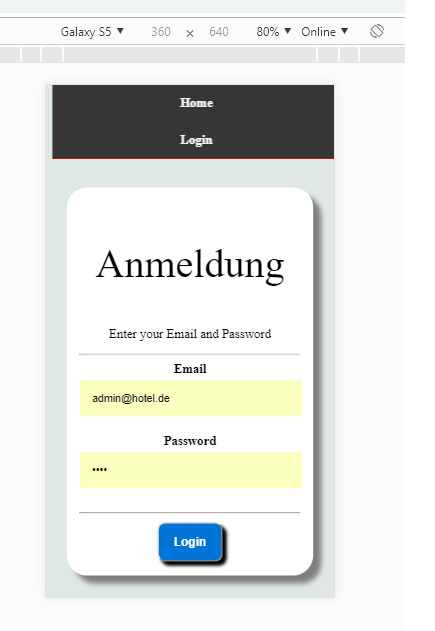 Galaxy S5 ▼ 360 × 640 80% ▼ Online ▼
Home
Login
Anmeldung
Enter your Email and Password
Email
admin@hotel.de
Password
••••
Login